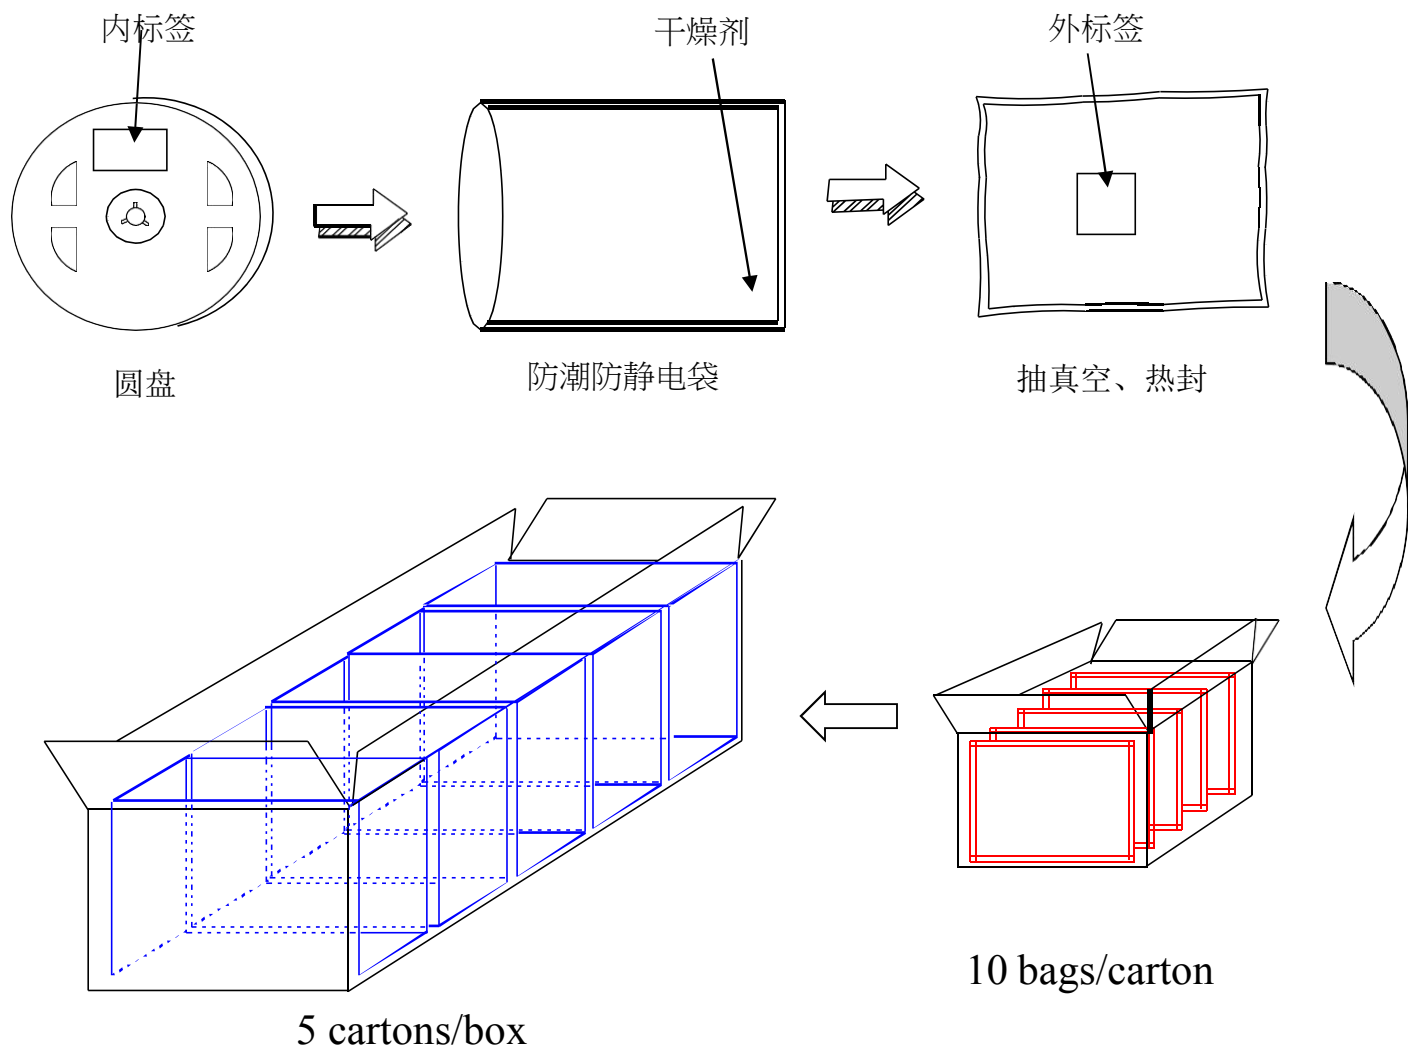 内标签
干燥剂
外标签
圆盘
防潮防静电袋
抽真空、热封
10 bags/carton
5 cartons/box